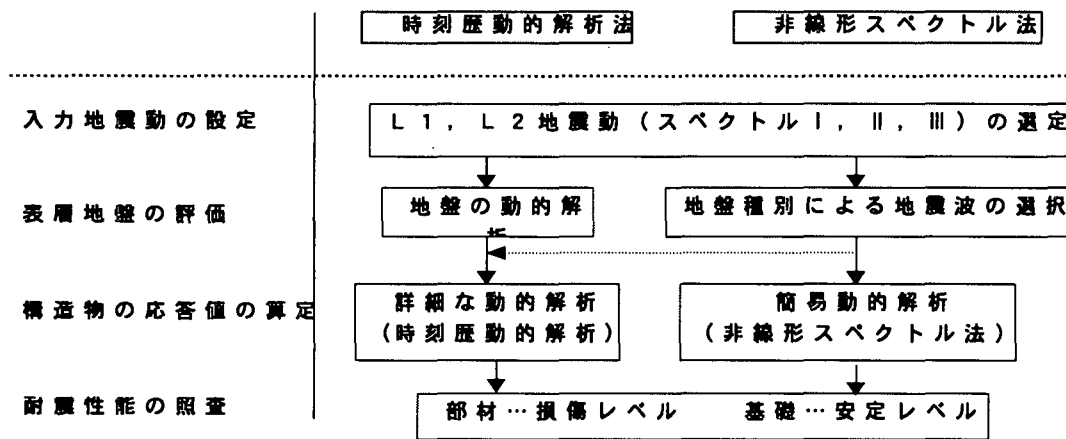 時刻歴動的解析法 非線形スペクトル法
入力地震動の設定 L1,L2地震動(スペクトルⅠ,Ⅱ,Ⅲ)の選定
表層地盤の評価 地盤の動的解 地盤種別による地震波の選択
析
構造物の応答値の算定 詳細な動的解析 簡易動的解析
(時刻歴動的解析) (非線形スペクトル法)
耐震性能の照査 部材…損傷レベル 基礎…安定レベル